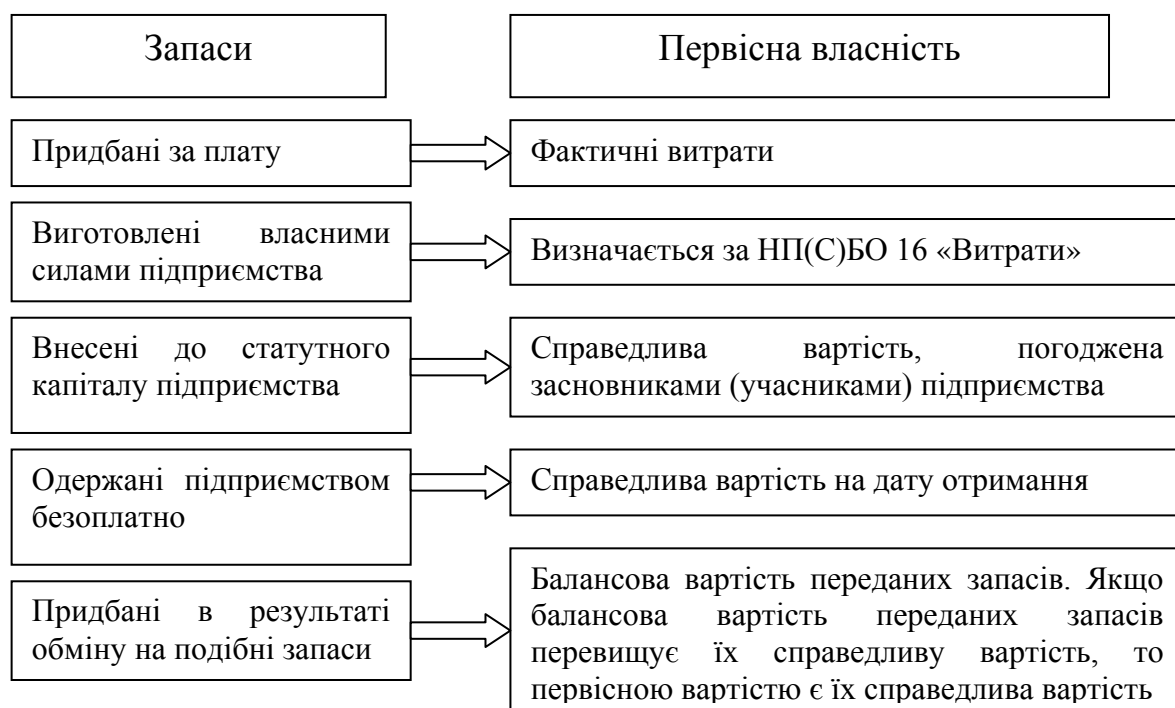 Запаси
Первісна власність
Придбані за плату
Фактичні витрати
Виготовлені власними
силами підприємства
Визначається за НП(С)БО 16 «Витрати»
Внесені до статутного
капіталу підприємства
Справедлива вартість, погоджена
засновниками (учасниками) підприємства
Одержані підприємством
безоплатно
Справедлива вартість на дату отримання
Придбані в результаті
обміну на подібні запаси
Балансова вартість переданих запасів. Якщо
балансова вартість переданих запасів
перевищує їх справедливу вартість, то
первісною вартістю є їх справедлива вартість